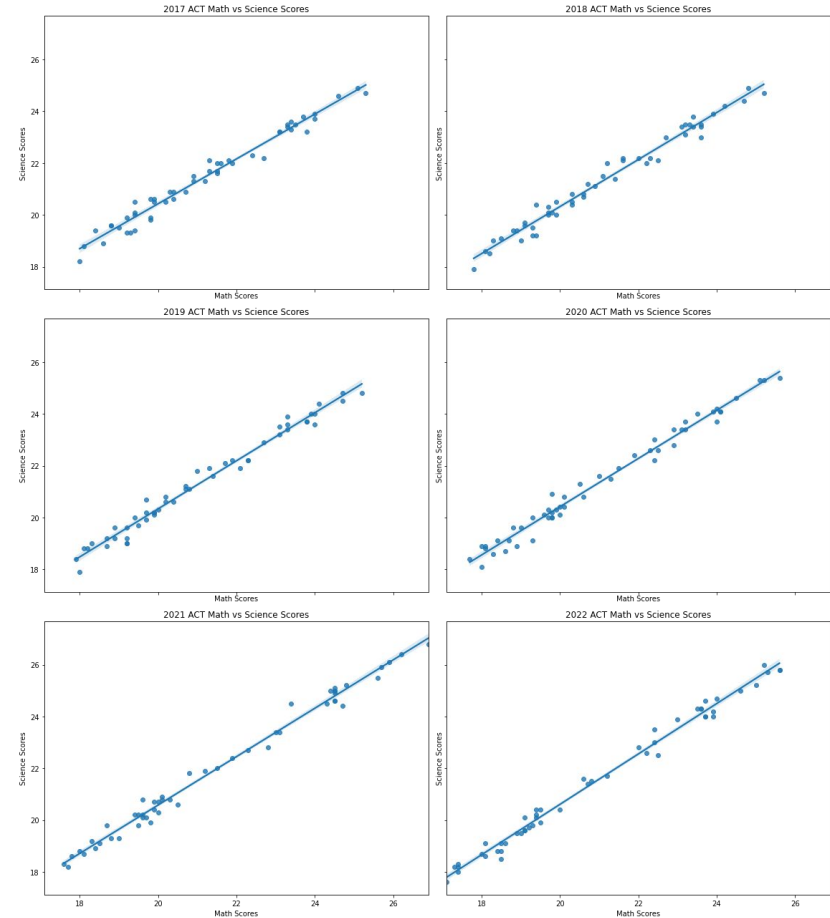 2017 ACT Math vs Science Scores
26
24
22
20
18
Science Scores
Math Scores
2018 ACT Math vs Science Scores
Science Scores
Math Scores
2019 ACT Math vs Science Scores
26
24
22
20
18
Science Scores
Math Scores
2020 ACT Math vs Science Scores
Science Scores
Math Scores
2021 ACT Math vs Science Scores
26
24
22
20
18
Science Scores
18 20 22 24 26
Math Scores
2022 ACT Math vs Science Scores
Science Scores
18 20 22 24 26
Math Scores